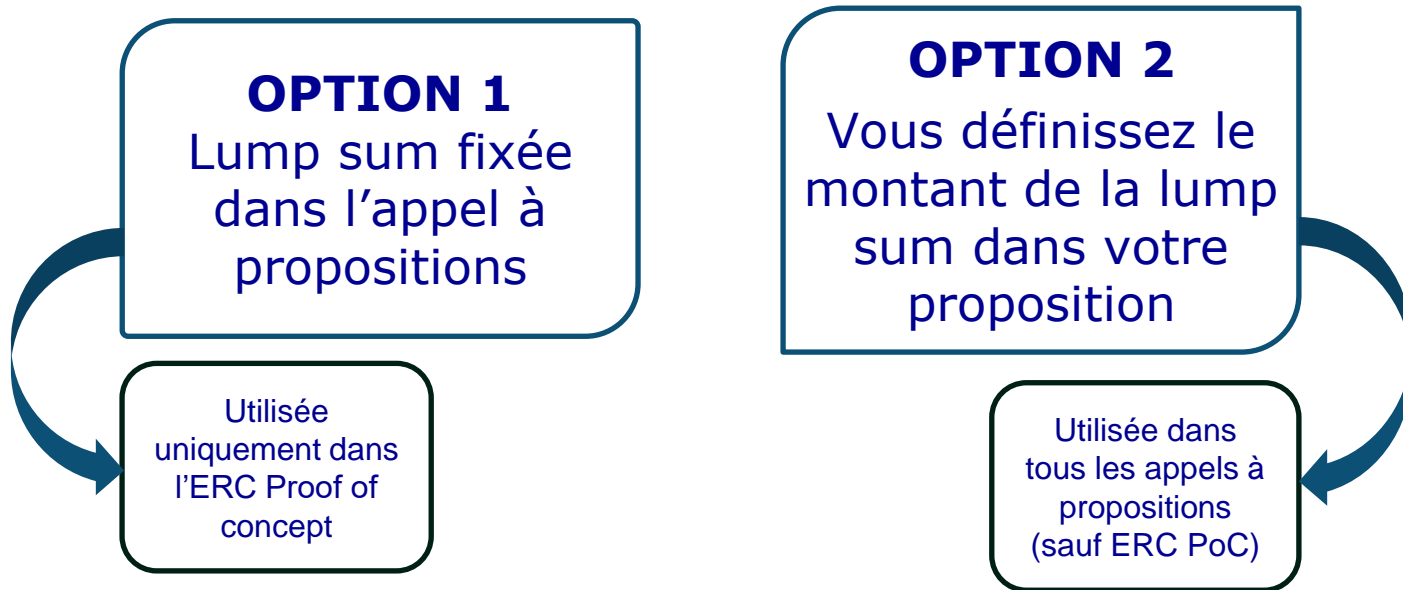 OPTION 1
Lump sum fixée
dans l’appel à
propositions
Utilisée
uniquement dans
l’ERC Proof of
concept
OPTION 2
Vous définissez le
montant de la lump
sum dans votre
proposition
Utilisée dans
tous les appels à
propositions
(sauf ERC PoC)